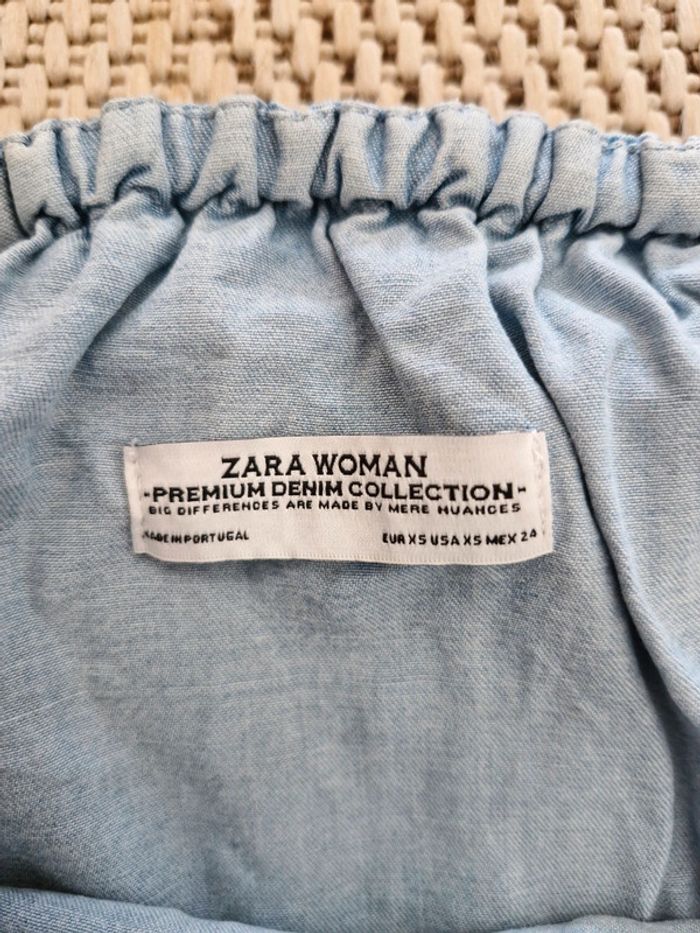 ZARA WOMAN
-PREMIUM DENIM COLLECTION-
BIG DIFFERENCES ARE MADE BY MERE NUANCES
MADE IN PORTUGAL EUR XS USA XS MEX 24